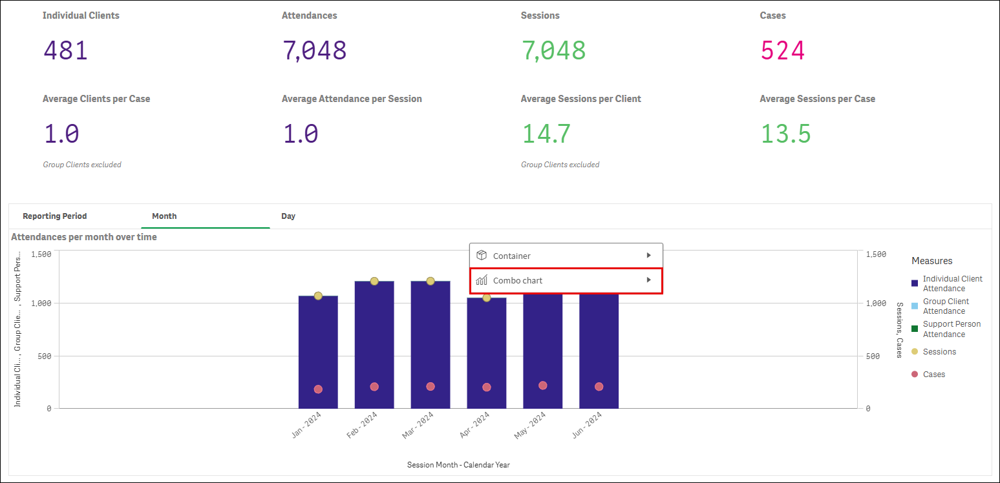 Individual Clients
Attendances
Sessions
Cases
481
7,048
7,048
524
Average Clients per Case
Average Attendance per Session
Average Sessions per Client
Average Sessions per Case
1.0
1.0
14.7
13.5
Group Clients excluded
Group Clients excluded
Reporting Period
Month
Day
Attendances per month over time
Individual Cli... , Group Clie... , Support Pers...
1,500
1,000
500
0
Container
Combo chart
1,500
1,000
500
0
Sessions, Cases
Measures
Individual Client
Attendance
Group Client
Attendance
Support Person
Attendance
Sessions
Cases
Jan - 2024
Feb - 2024
Mar - 2024
Apr - 2024
May - 2024
Jun - 2024
Session Month - Calendar Year